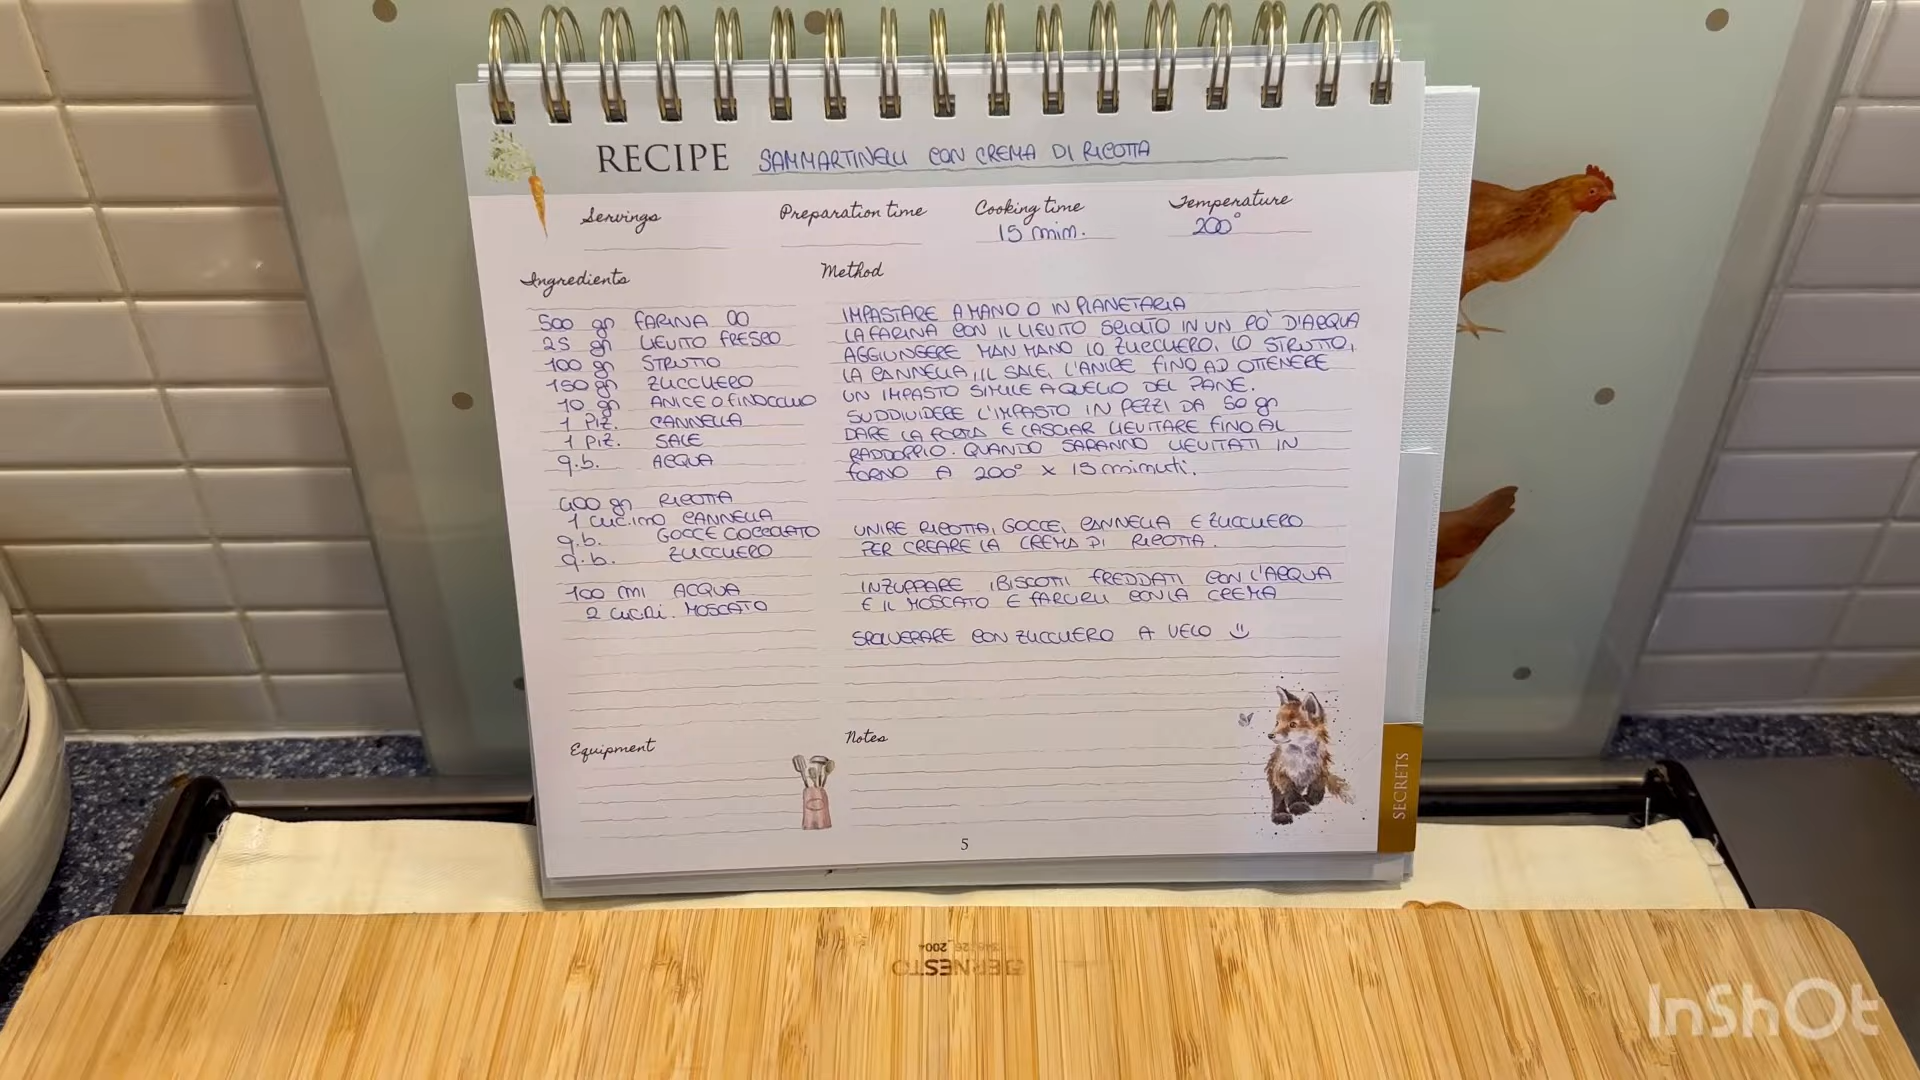 RECIPE SAMMARTINELLI CON CREMA DI RICOTTA
Servings
Preparation time
Cooking time
15 mim.
Temperature
200°
Ingredients
500 gr FARINA 00
25 gr LIEVITO FRESCO
100 gr STRUTTO
150 gr ZUCCHERO
10 gr ANICE O FINOCCHIO
1 PIZ. CANNELLA
1 PIZ. SALE
q.b. ACQUA
400 gr RICOTTA
1 CUC.INO CANNELLA
q.b. GOCCE CIOCCOLATO
q.b. ZUCCHERO
100 ml ACQUA
2 CUCCHI. MOSCATO
Method
IMPASTARE A MANO O IN PLANETARIA
LA FARINA CON IL LIEVITO SCIOLTO IN UN PO' D'ACQUA
AGGIUNGERE MAN MANO LO ZUCCHERO, LO STRUTTO,
LA CANNELLA, IL SALE, L'ANICE FINO AD OTTENERE
UN IMPASTO SIMILE A QUELLO DEL PANE.
SUDDIVIDERE L'IMPASTO IN PEZZI DA 50 gr
DARE LA FORMA E LASCIAR LIEVITARE FINO AL
RADDOPPIO. QUANDO SARANNO LIEVITATI IN
FORNO A 200° x 15 minuti.
UNIRE RICOTTA, GOCCE, CANNELLA E ZUCCHERO
PER CREARE LA CREMA DI RICOTTA.
INZUPPARE I BISCOTTI FREDDATI CON L'ACQUA
E IL MOSCATO E FARCIRLI CON LA CREMA
SPOLVERARE CON ZUCCHERO A VELO
Equipment
Notes
SECRETS
5
ERNESTO
InShOt